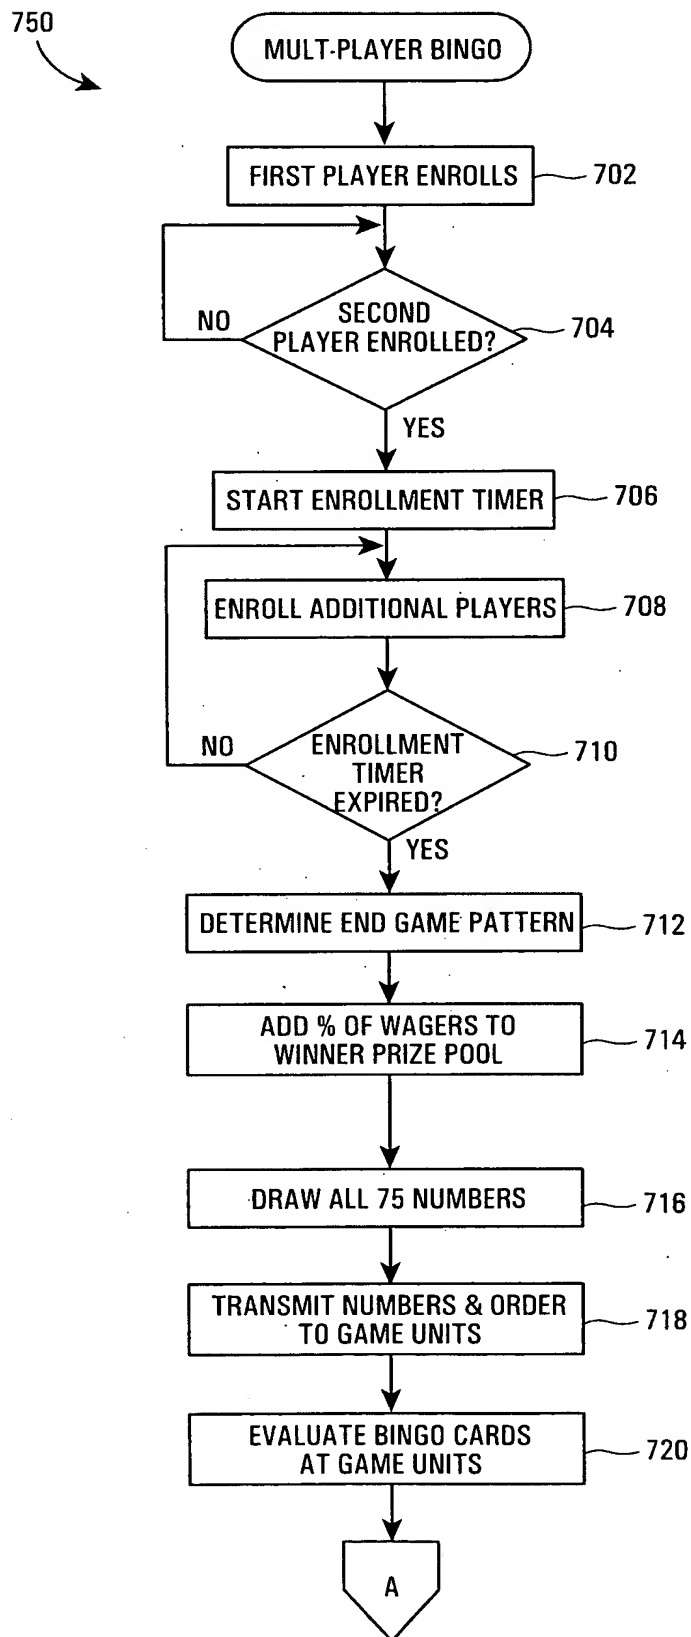 750
MULT-PLAYER BINGO
FIRST PLAYER ENROLLS
702
SECOND
PLAYER ENROLLED?
704
NO
YES
START ENROLLMENT TIMER
706
ENROLL ADDITIONAL PLAYERS
708
ENROLLMENT
TIMER
EXPIRED?
710
NO
YES
DETERMINE END GAME PATTERN
712
ADD % OF WAGERS TO
WINNER PRIZE POOL
714
DRAW ALL 75 NUMBERS
716
TRANSMIT NUMBERS & ORDER
TO GAME UNITS
718
EVALUATE BINGO CARDS
AT GAME UNITS
720
A